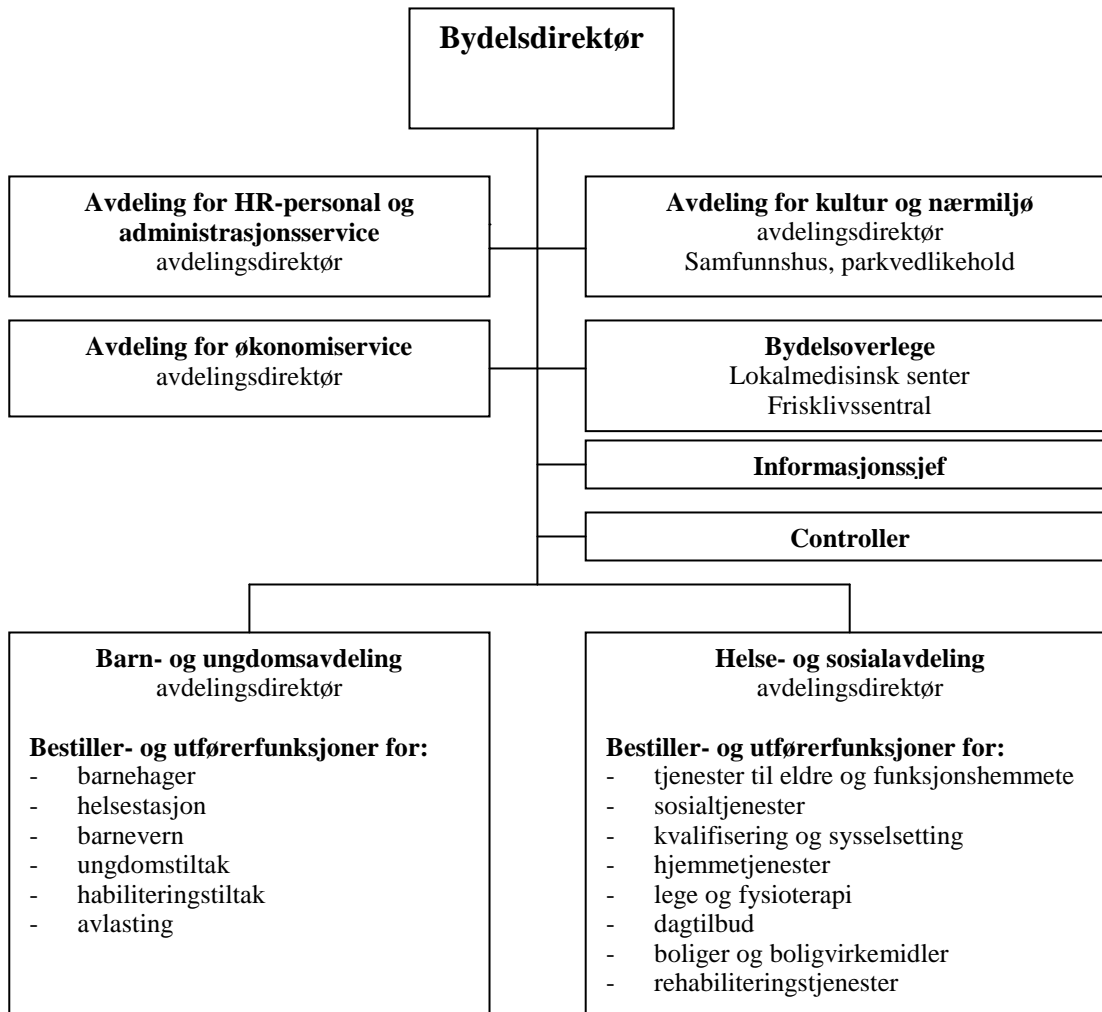 Bydelsdirektør
Avdeling for HR-personal og
administrasjonsservice
avdelingsdirektør
Avdeling for kultur og nærmiljø
avdelingsdirektør
Samfunnshus, parkvedlikehold
Avdeling for økonomiservice
avdelingsdirektør
Bydelsoverlege
Lokalmedisinsk senter
Frisklivssentral
Informasjonssjef
Controller
Barn- og ungdomsavdeling
avdelingsdirektør
Bestiller- og utførerfunksjoner for:
- barnehager
- helsestasjon
- barnevern
- ungdomstiltak
- habiliteringstiltak
- avlasting
Helse- og sosialavdeling
avdelingsdirektør
Bestiller- og utførerfunksjoner for:
- tjenester til eldre og funksjonshemmete
- sosialtjenester
- kvalifisering og sysselsetting
- hjemmetjenester
- lege og fysioterapi
- dagtilbud
- boliger og boligvirkemidler
- rehabiliteringstjenester